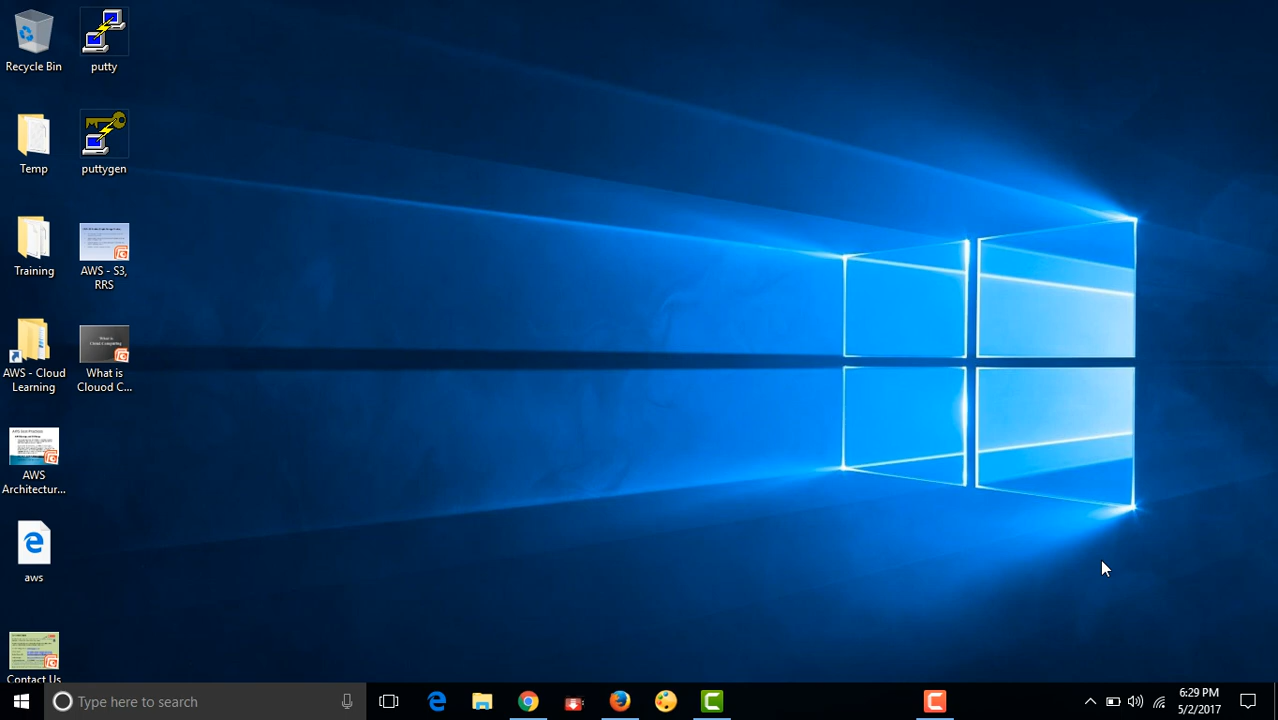 Recycle Bin
putty
Temp
puttygen
Training
AWS - S3,
RRS
AWS - Cloud
Learning
What is
Clouod C...
AWS
Architectur...
aws
Contact Us
Type here to search
6:29 PM
5/2/2017